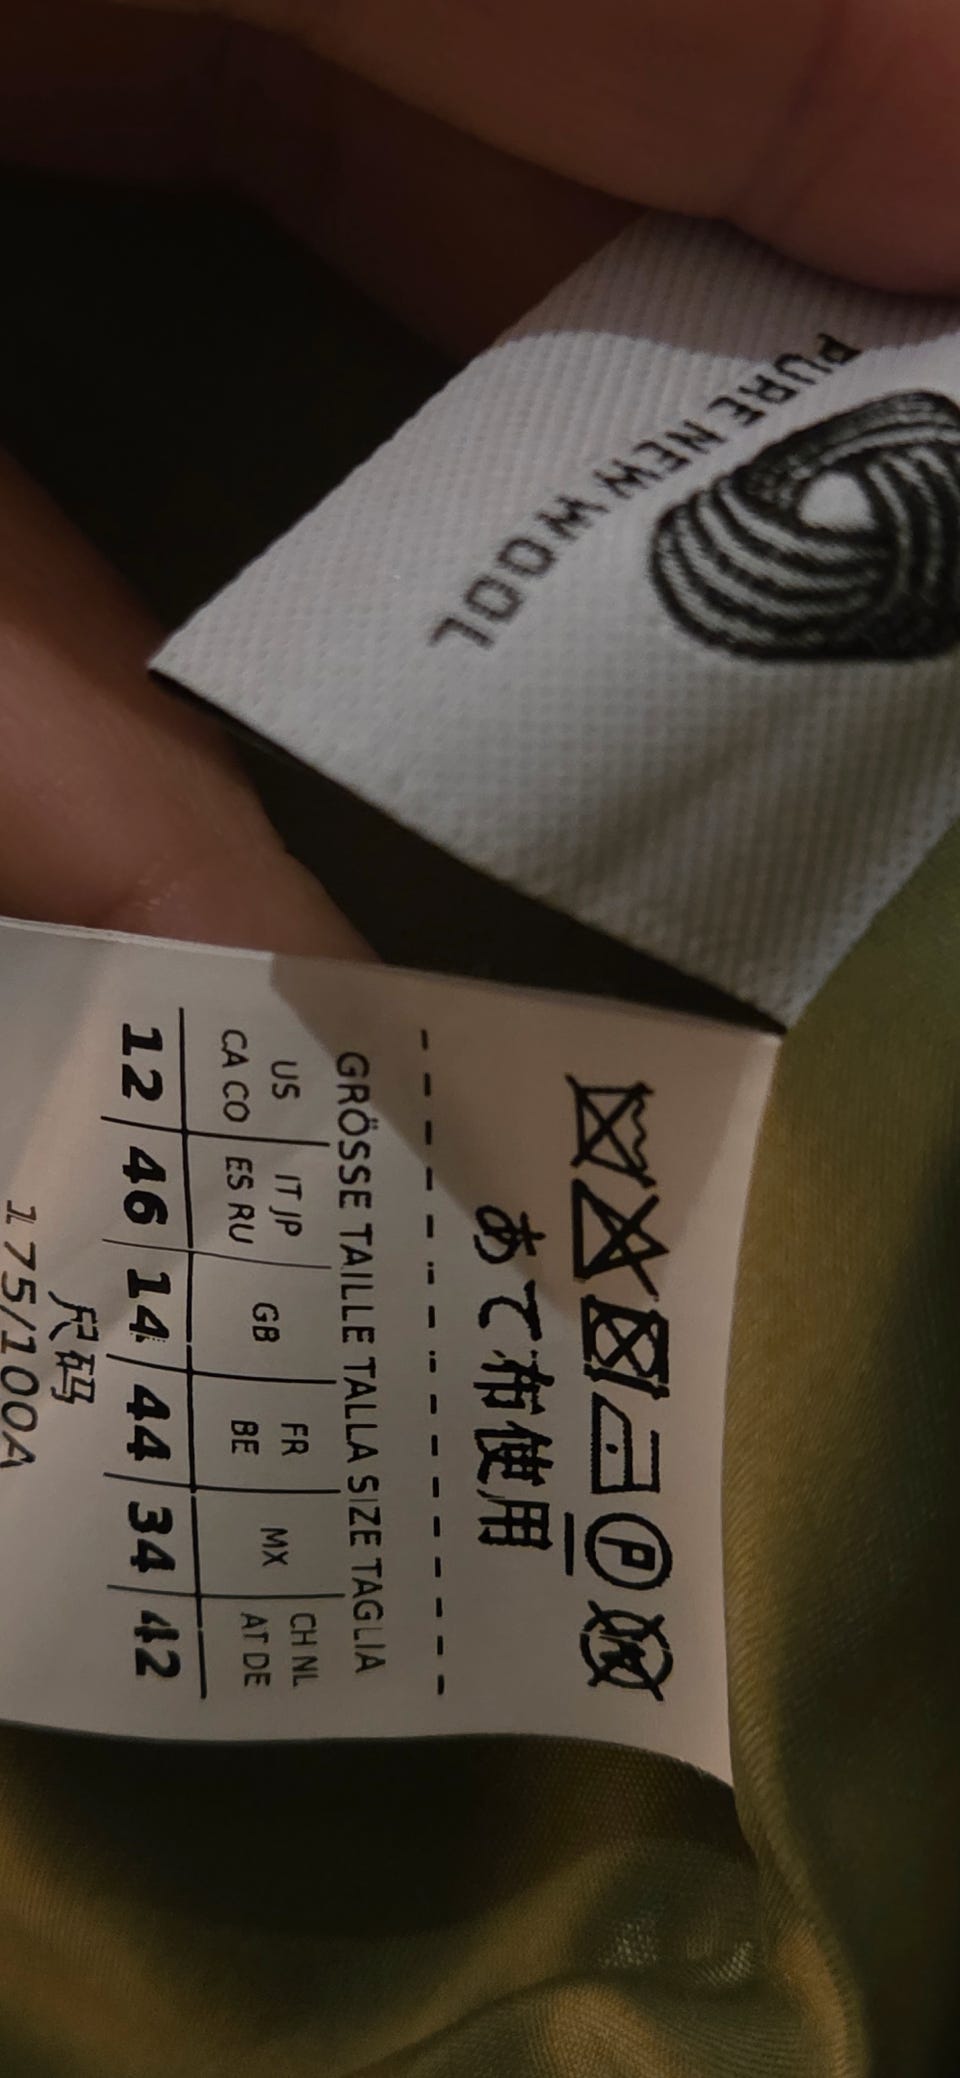 PURE NEW WOOL
P W
あて布使用
GRÖSSE TAILLE TALLA SIZE TAGLIA
US IT JP GB FR MX CH NL
CA CO ES RU BE AT DE
12 46 14 44 34 42
尺码
175/100A